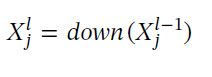 $X_j^l = down(X_j^{l-1})$